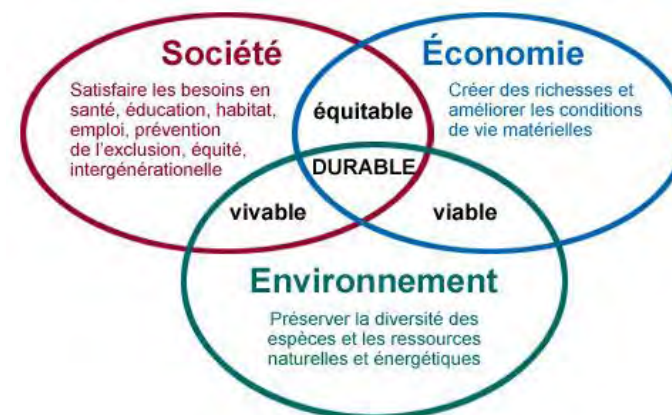 Société
Satisfaire les besoins en
santé, éducation, habitat,
emploi, prévention
de l'exclusion, équité,
intergénérationelle
Économie
Créer des richesses et
améliorer les conditions
de vie matérielles
équitable
DURABLE
vivable
viable
Environnement
Préserver la diversité des
espèces et les ressources
naturelles et énergétiques